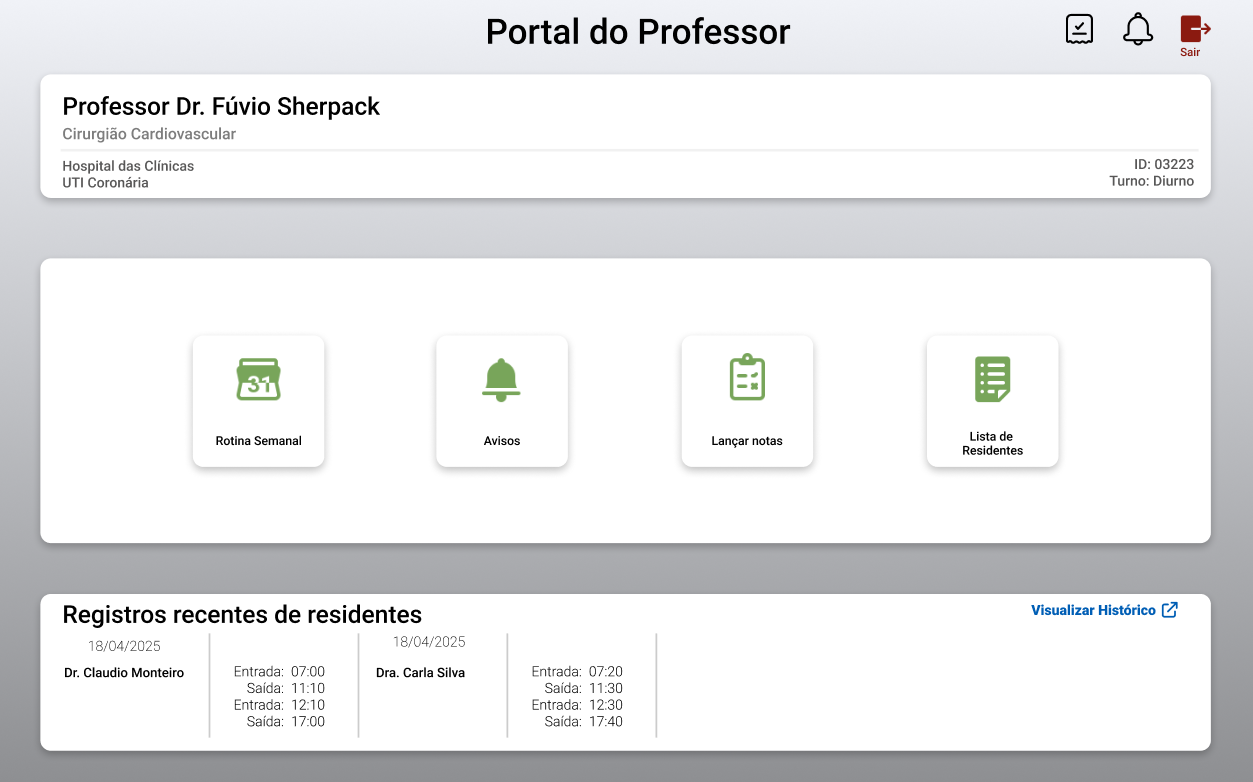 Portal do Professor
Sair
Professor Dr. Fúvio Sherpack
Cirurgião Cardiovascular
Hospital das Clínicas
UTI Coronária
ID: 03223
Turno: Diurno
31
Rotina Semanal
Avisos
Lançar notas
Lista de
Residentes
Registros recentes de residentes
Visualizar Histórico
18/04/2025
Dr. Claudio Monteiro
Entrada: 07:00
Saída: 11:10
Entrada: 12:10
Saída: 17:00
18/04/2025
Dra. Carla Silva
Entrada: 07:20
Saída: 11:30
Entrada: 12:30
Saída: 17:40